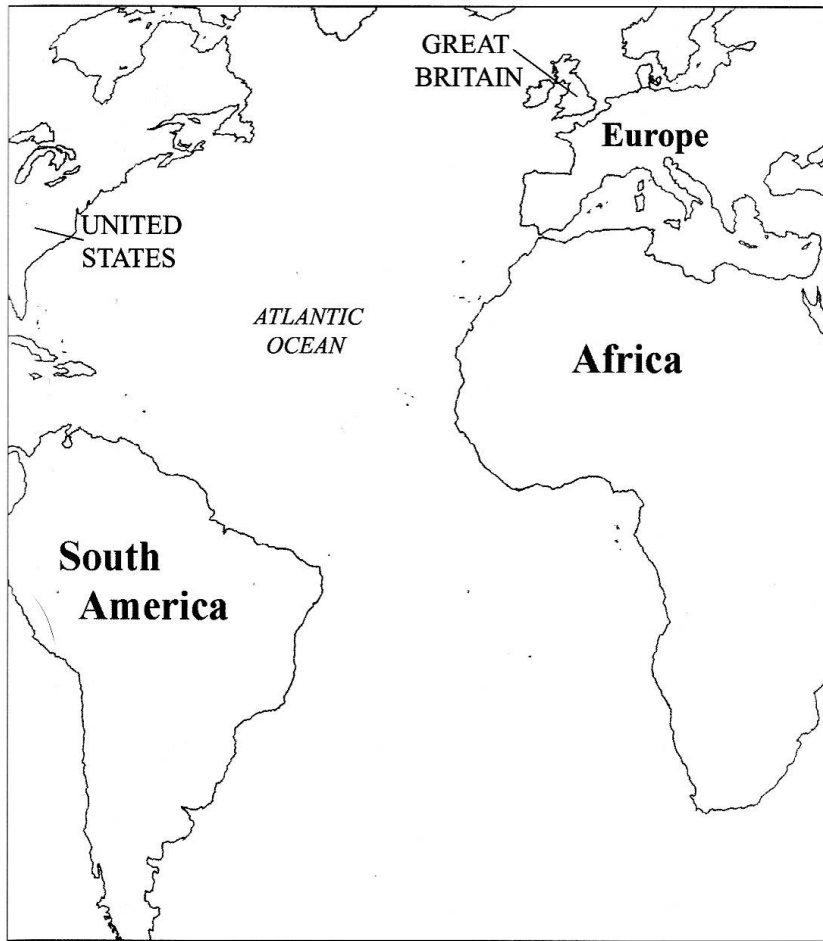 GREAT
BRITAIN
Europe
UNITED
STATES
ATLANTIC
OCEAN
Africa
South
America